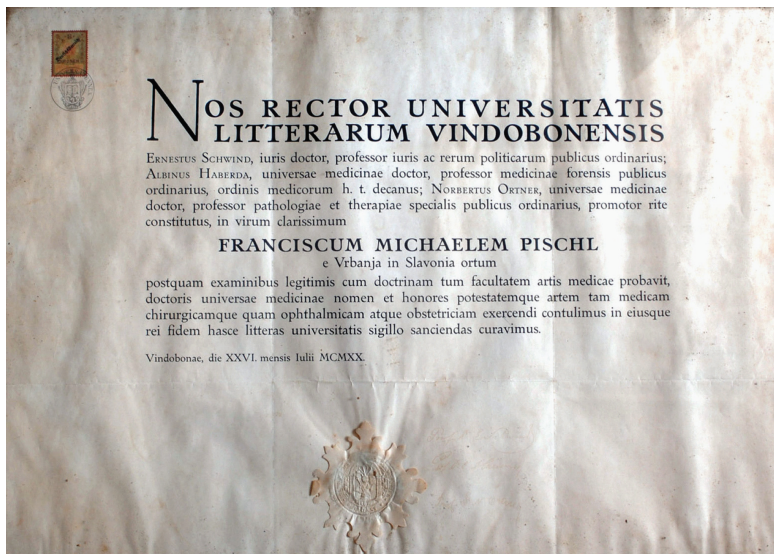 NOS RECTOR UNIVERSITATIS
LITTERARUM VINDOBONENSIS
ERNESTUS SCHWIND, iuris doctor, professor iuris ac rerum politicarum publicus ordinarius;
ALBINUS HABERDA, universae medicinae doctor, professor medicinae forensis publicus
ordinarius, ordinis medicorum h. t. decanus; NORBERTUS ORTNER, universae medicinae
doctor, professor pathologiae et therapiae specialis publicus ordinarius, promotor rite
constitutus, in virum clarissimum
FRANCISCUM MICHAELEM PISCHL
e Vrbanja in Slavonia ortum
postquam examinibus legitimis cum doctrinam tum facultatem artis medicae probavit,
doctoris universae medicinae nomen et honores potestatemque artem tam medicam
chirurgicamque quam ophthalmicam atque obstetriciam exercendi contulimus in eiusque
rei fidem hasce litteras universitatis sigillo sanciendas curavimus.
Vindobonae, die XXVI. mensis Iulii MCMXX.